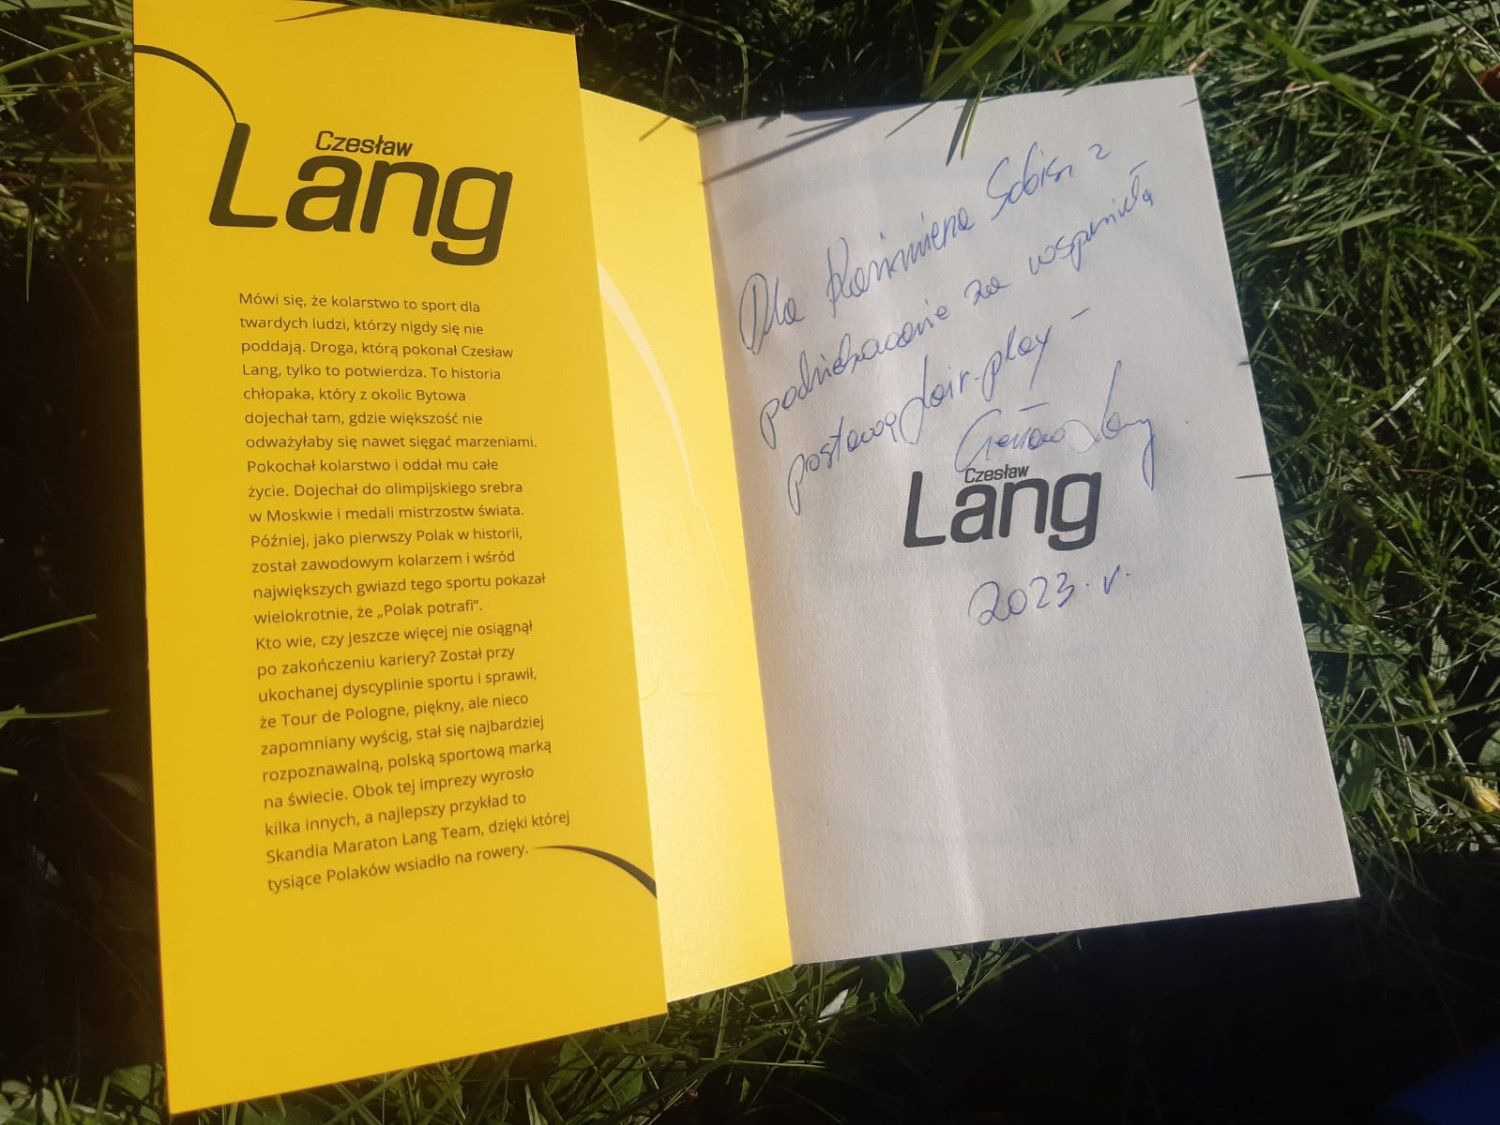 Czesław
Lang
Mówi się, że kolarstwo to sport dla
twardych ludzi, którzy nigdy się nie
poddają. Droga, którą pokonał Czesław
Lang, tylko to potwierdza. To historia
chłopaka, który z okolic Bytowa
dojechał tam, gdzie większość nie
odważyłaby się nawet sięgać marzeniami.
Pokochał kolarstwo i oddał mu całe
życie. Dojechał do olimpijskiego srebra
w Moskwie i medali mistrzostw świata.
Później, jako pierwszy Polak w historii,
został zawodowym kolarzem i wśród
największych gwiazd tego sportu pokazał
wielokrotnie, że „Polak potrafi”.
Kto wie, czy jeszcze więcej nie osiągnął
po zakończeniu kariery? Został przy
ukochanej dyscyplinie sportu i sprawił,
że Tour de Pologne, piękny, ale nieco
zapomniany wyścig, stał się najbardziej
rozpoznawalną, polską sportową marką
na świecie. Obok tej imprezy wyrosło
kilka innych, a najlepszy przykład to
Skandia Maraton Lang Team, dzięki której
tysiące Polaków wsiadło na rowery.
Dla z
za wspaniałą
postawę fair-play -
Czesław Lang
Czesław
Lang
2023.r.